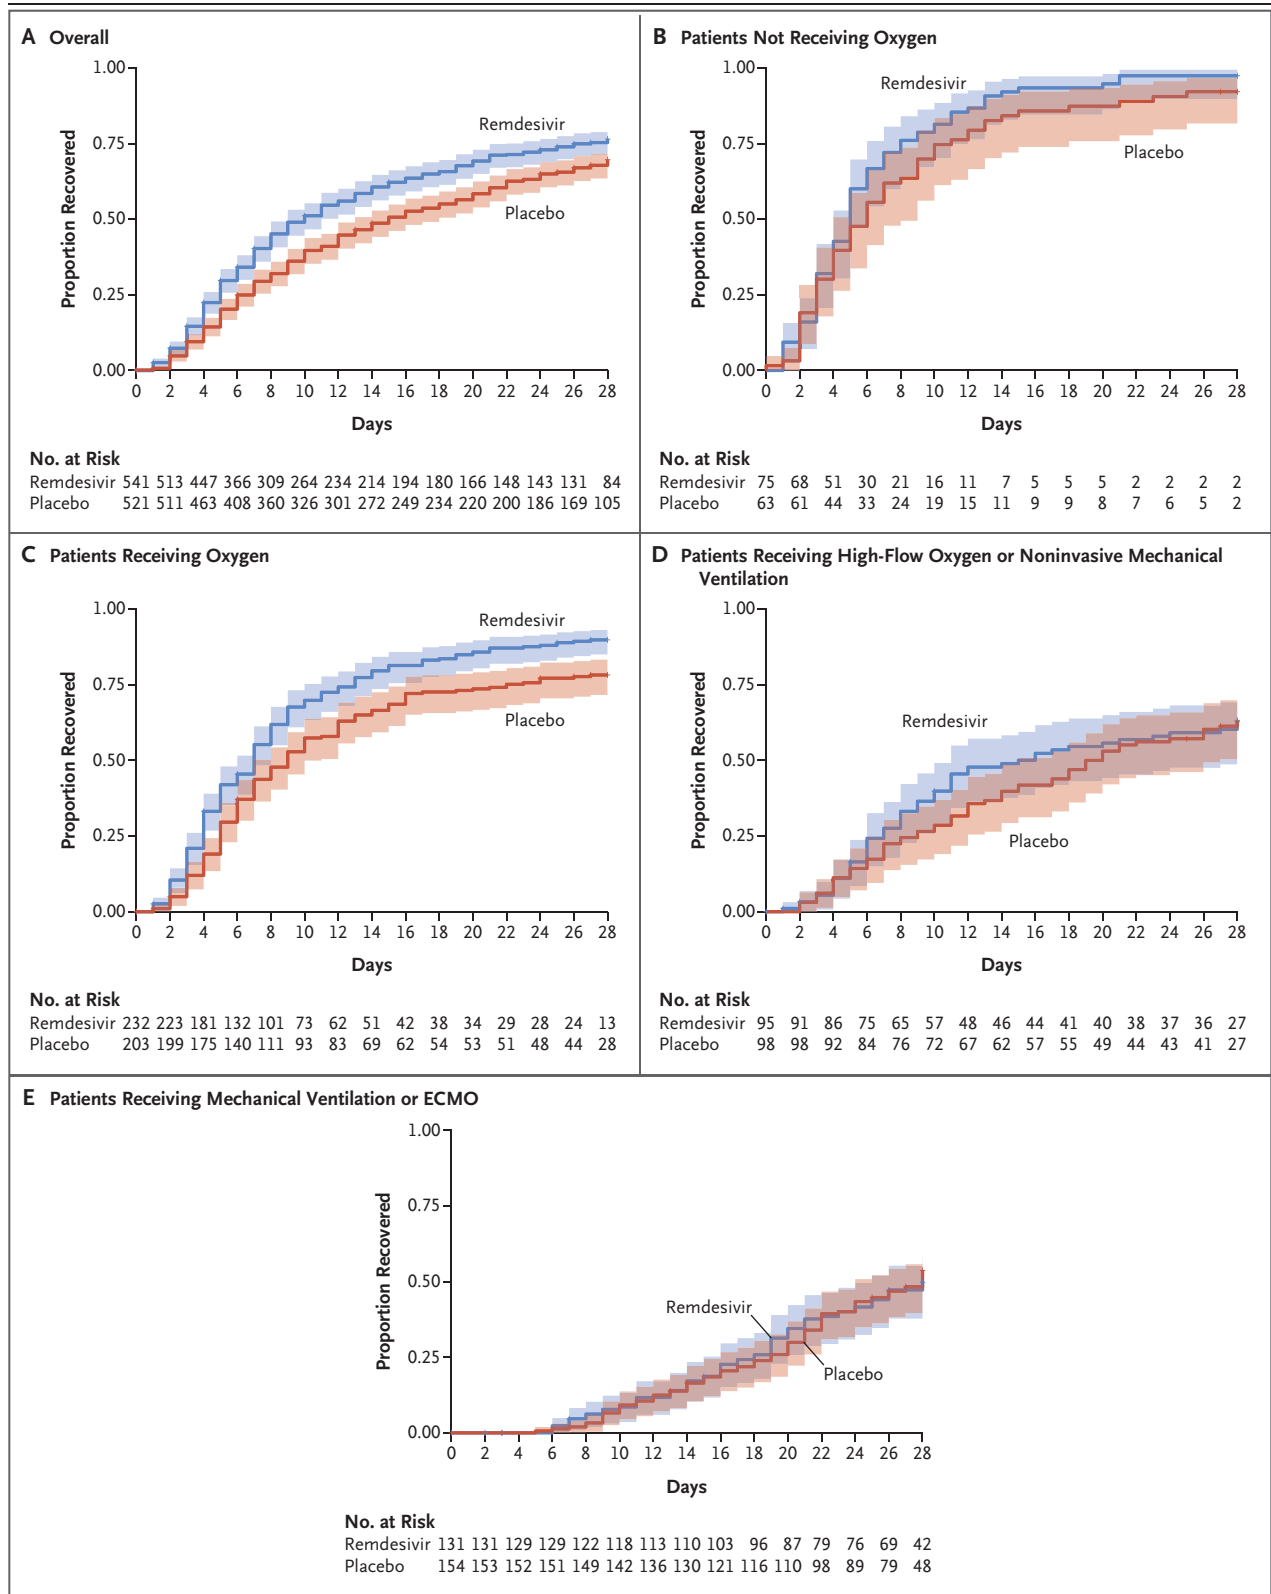 A Overall
1.00
0.75
0.50
0.25
0.00
Proportion Recovered
Remdesivir
Placebo
0 2 4 6 8 10 12 14 16 18 20 22 24 26 28
Days
No. at Risk
Remdesivir 541 513 447 366 309 264 234 214 194 180 166 148 143 131 84
Placebo 521 511 463 408 360 326 301 272 249 234 220 200 186 169 105
B Patients Not Receiving Oxygen
1.00
0.75
0.50
0.25
0.00
Proportion Recovered
Remdesivir
Placebo
0 2 4 6 8 10 12 14 16 18 20 22 24 26 28
Days
No. at Risk
Remdesivir 75 68 51 30 21 16 11 7 5 5 5 2 2 2 2
Placebo 63 61 44 33 24 19 15 11 9 9 8 7 6 5 2
C Patients Receiving Oxygen
1.00
0.75
0.50
0.25
0.00
Proportion Recovered
Remdesivir
Placebo
0 2 4 6 8 10 12 14 16 18 20 22 24 26 28
Days
No. at Risk
Remdesivir 232 223 181 132 101 73 62 51 42 38 34 29 28 24 13
Placebo 203 199 175 140 111 93 83 69 62 54 53 51 48 44 28
D Patients Receiving High-Flow Oxygen or Noninvasive Mechanical
Ventilation
1.00
0.75
0.50
0.25
0.00
Proportion Recovered
Remdesivir
Placebo
0 2 4 6 8 10 12 14 16 18 20 22 24 26 28
Days
No. at Risk
Remdesivir 95 91 86 75 65 57 48 46 44 41 40 38 37 36 27
Placebo 98 98 92 84 76 72 67 62 57 55 49 44 43 41 27
E Patients Receiving Mechanical Ventilation or ECMO
1.00
0.75
0.50
0.25
0.00
Proportion Recovered
Remdesivir
Placebo
0 2 4 6 8 10 12 14 16 18 20 22 24 26 28
Days
No. at Risk
Remdesivir 131 131 129 129 122 118 113 110 103 96 87 79 76 69 42
Placebo 154 153 152 151 149 142 136 130 121 116 110 98 89 79 48